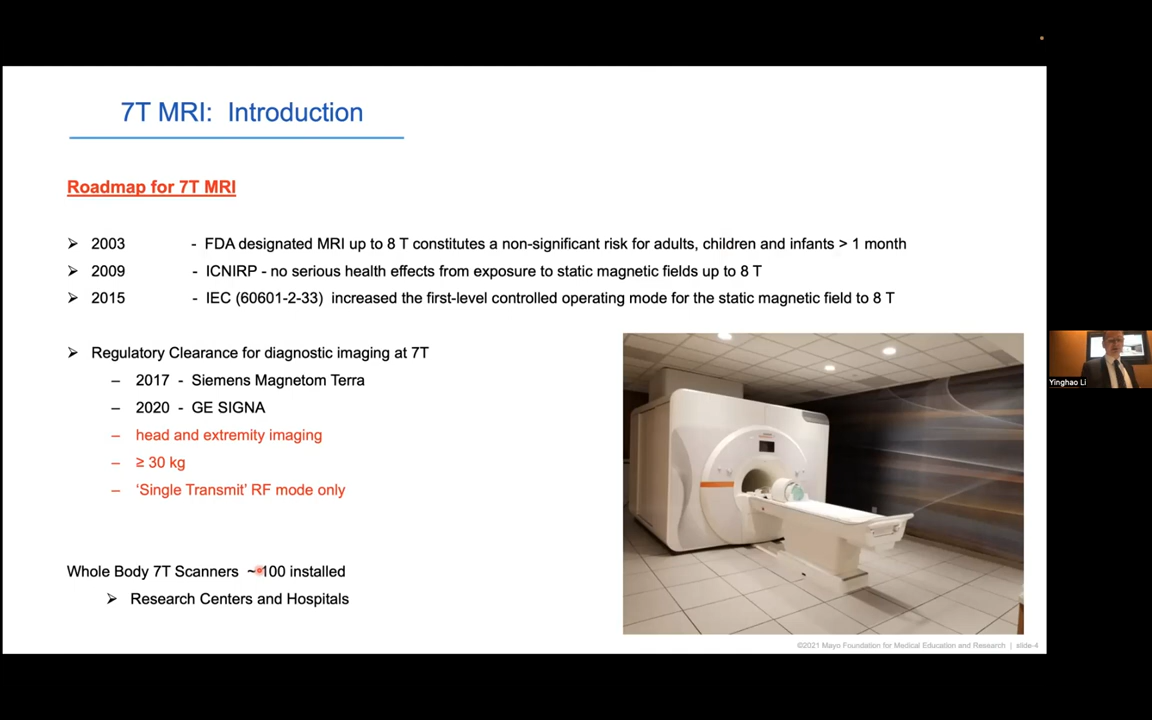 7T MRI: Introduction
Roadmap for 7T MRI
➢ 2003 - FDA designated MRI up to 8 T constitutes a non-significant risk for adults, children and infants > 1 month
➢ 2009 - ICNIRP - no serious health effects from exposure to static magnetic fields up to 8 T
➢ 2015 - IEC (60601-2-33) increased the first-level controlled operating mode for the static magnetic field to 8 T
➢ Regulatory Clearance for diagnostic imaging at 7T
– 2017 - Siemens Magnetom Terra
– 2020 - GE SIGNA
– head and extremity imaging
– ≥ 30 kg
– ‘Single Transmit’ RF mode only
Whole Body 7T Scanners ~ 100 installed
➢ Research Centers and Hospitals
©2021 Mayo Foundation for Medical Education and Research | slide-4
Yinghao Li